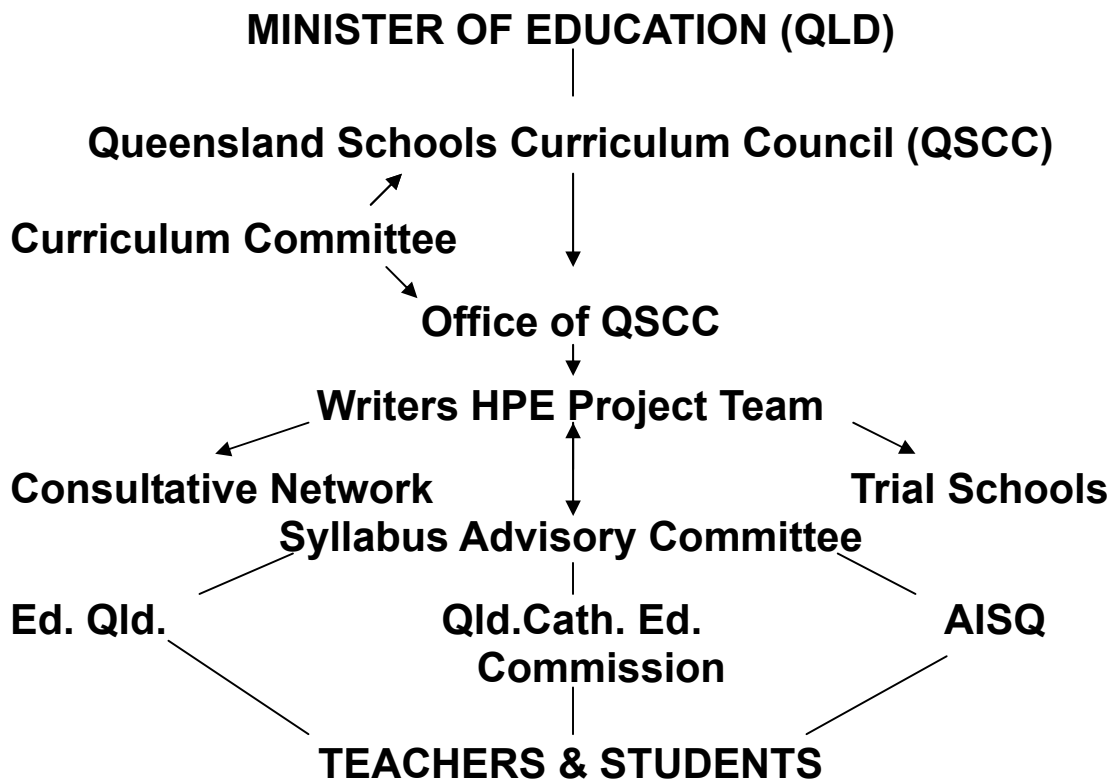 MINISTER OF EDUCATION (QLD)
Queensland Schools Curriculum Council (QSCC)
Curriculum Committee
Office of QSCC
Writers HPE Project Team
Consultative Network
Trial Schools
Syllabus Advisory Committee
Ed. Qld.
Qld.Cath. Ed.
Commission
AISQ
TEACHERS & STUDENTS